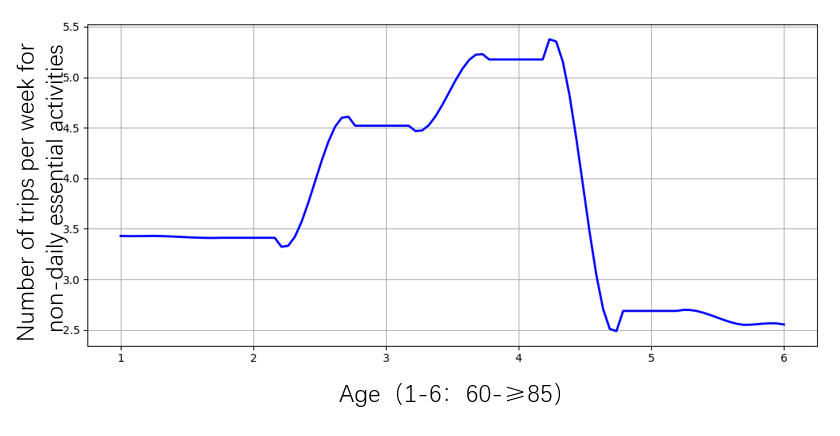 Number of trips per week for
non-daily essential activities
5.5
5.0
4.5
4.0
3.5
3.0
2.5
1 2 3 4 5 6
Age（1-6：60-≥85）